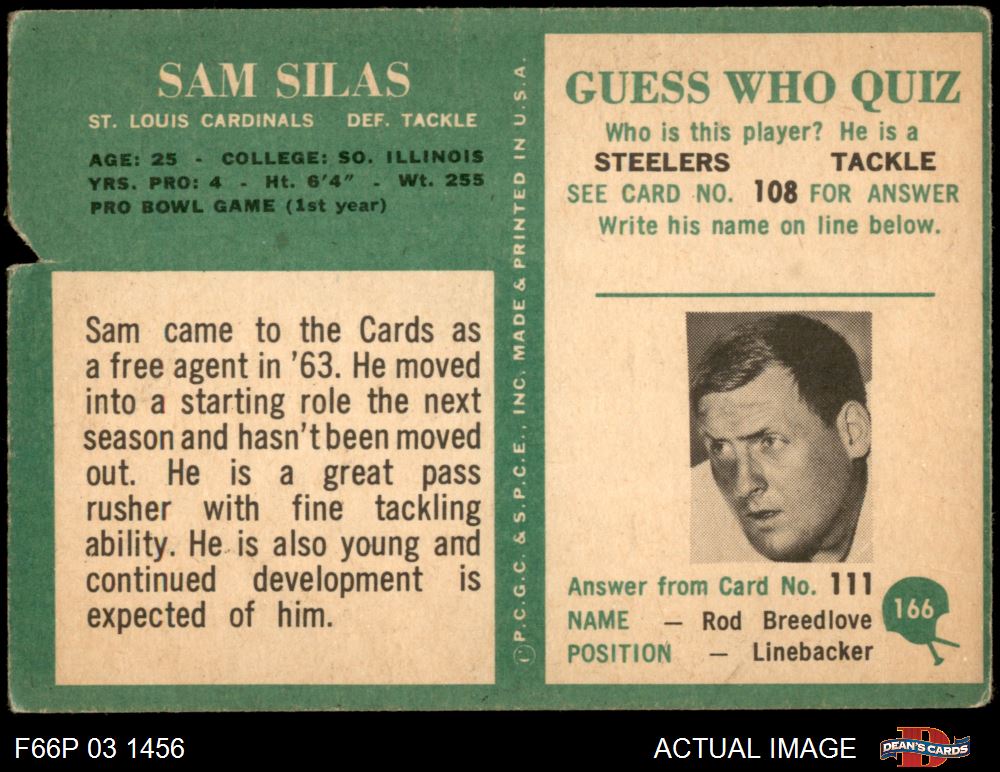 SAM SILAS
ST. LOUIS CARDINALS DEF. TACKLE
AGE: 25 - COLLEGE: SO. ILLINOIS
YRS. PRO: 4 - Ht. 6'4" - Wt. 255
PRO BOWL GAME (1st year)
Sam came to the Cards as
a free agent in '63. He moved
into a starting role the next
season and hasn't been moved
out. He is a great pass
rusher with fine tackling
ability. He is also young and
continued development is
expected of him.
© P.C.G.C. & S.P.C.E., INC. MADE & PRINTED IN U.S.A.
GUESS WHO QUIZ
Who is this player? He is a
STEELERS TACKLE
SEE CARD NO. 108 FOR ANSWER
Write his name on line below.
Answer from Card No. 111
NAME — Rod Breedlove
POSITION — Linebacker
166
F66P 03 1456
ACTUAL IMAGE
D
DEAN'S CARDS